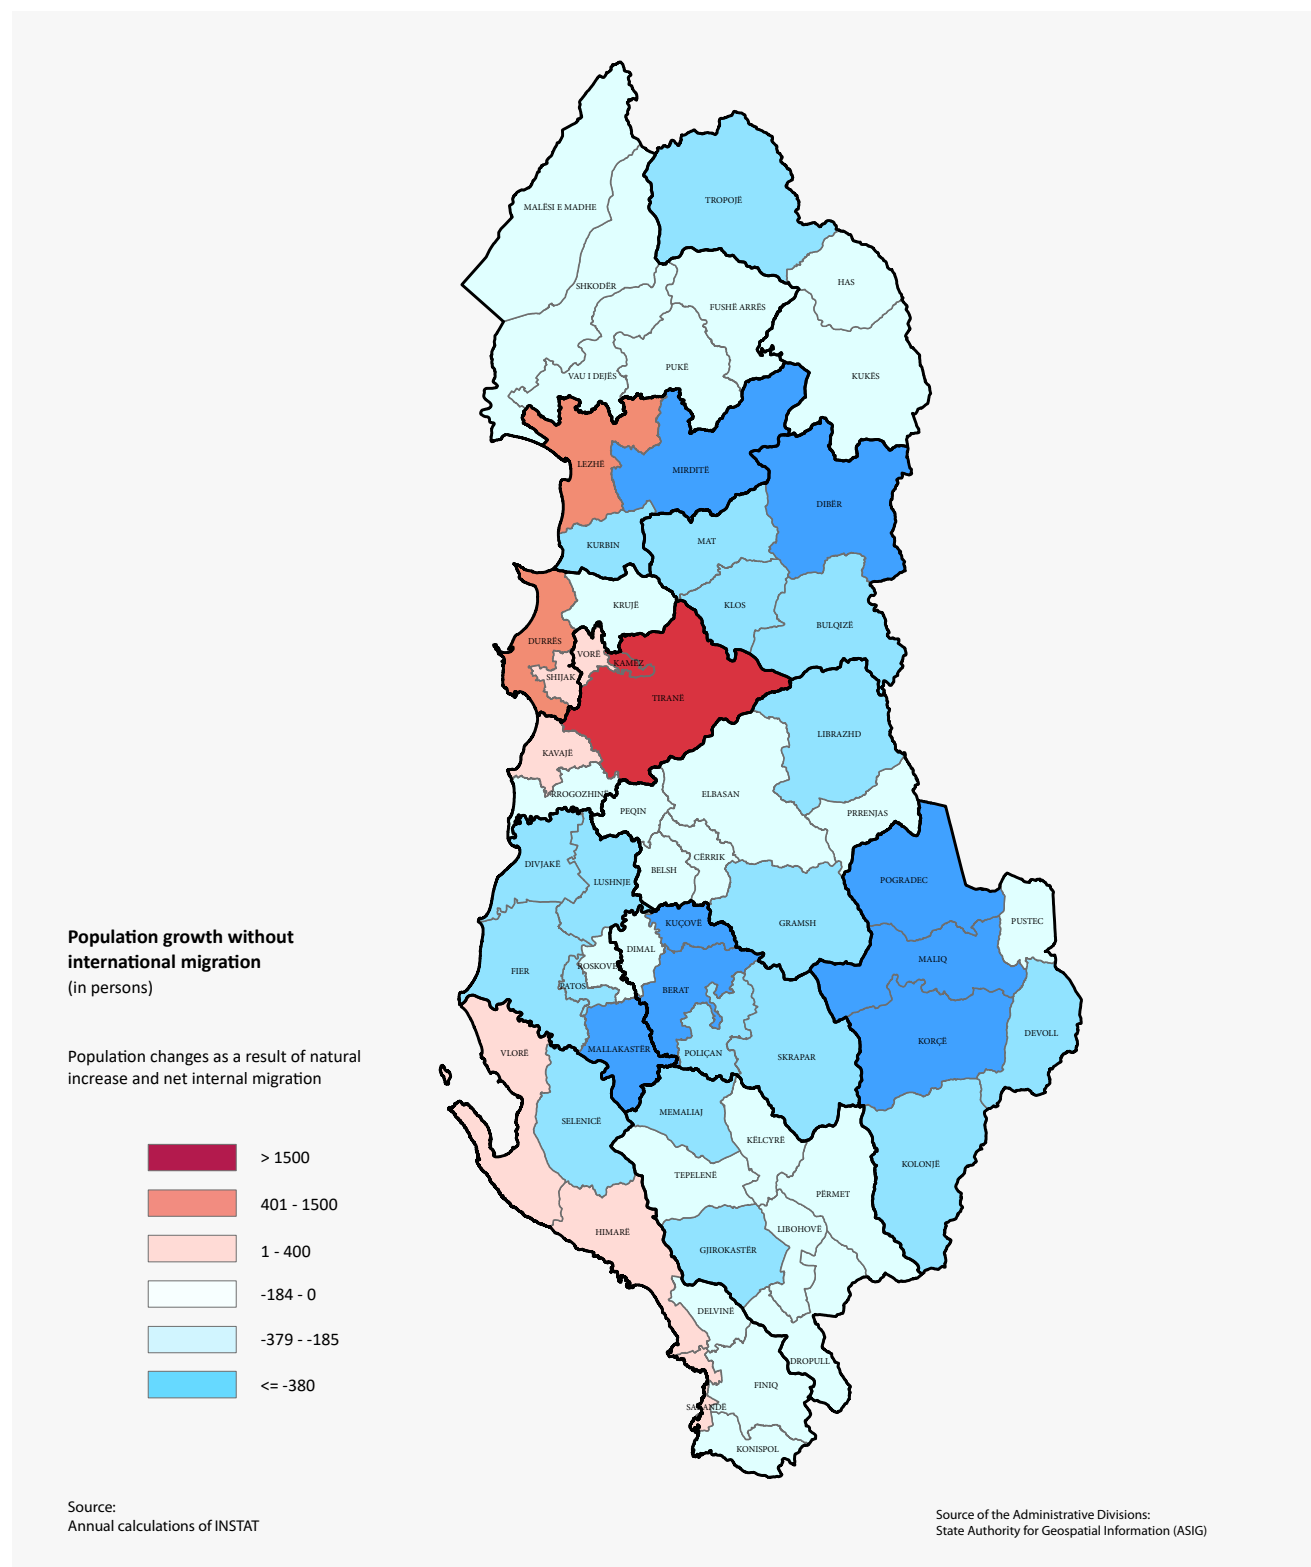 MALËSI E MADHE
TROPOJË
SHKODËR
HAS
FUSHË ARRËS
PUKË
VAU I DEJËS
KUKËS
LEZHË
MIRDITË
DIBËR
KURBIN
MAT
KRUJË
KLOS
BULQIZË
DURRËS
VORË
KAMËZ
SHIJAK
TIRANË
LIBRAZHD
KAVAJË
RROGOZHINË
ELBASAN
PEQIN
PRRENJAS
DIVJAKË
CËRRIK
BELSH
LUSHNJE
POGRADEC
KUÇOVË
GRAMSH
PUSTEC
DIMAL
MALIQ
FIER
ROSKOVE
PATOS
BERAT
DEVOLL
KORÇË
MALLAKASTËR
VLORË
POLIÇAN
SKRAPAR
MEMALIAJ
SELENICË
KËLCYRË
KOLONJË
TEPELENË
PËRMET
HIMARË
LIBOHOVË
GJIROKASTËR
DELVINË
DROPULL
FINIQ
SARANDË
KONISPOL
Population growth without
international migration
(in persons)
Population changes as a result of natural
increase and net internal migration
> 1500
401 - 1500
1 - 400
-184 - 0
-379 - -185
<= -380
Source:
Annual calculations of INSTAT
Source of the Administrative Divisions:
State Authority for Geospatial Information (ASIG)